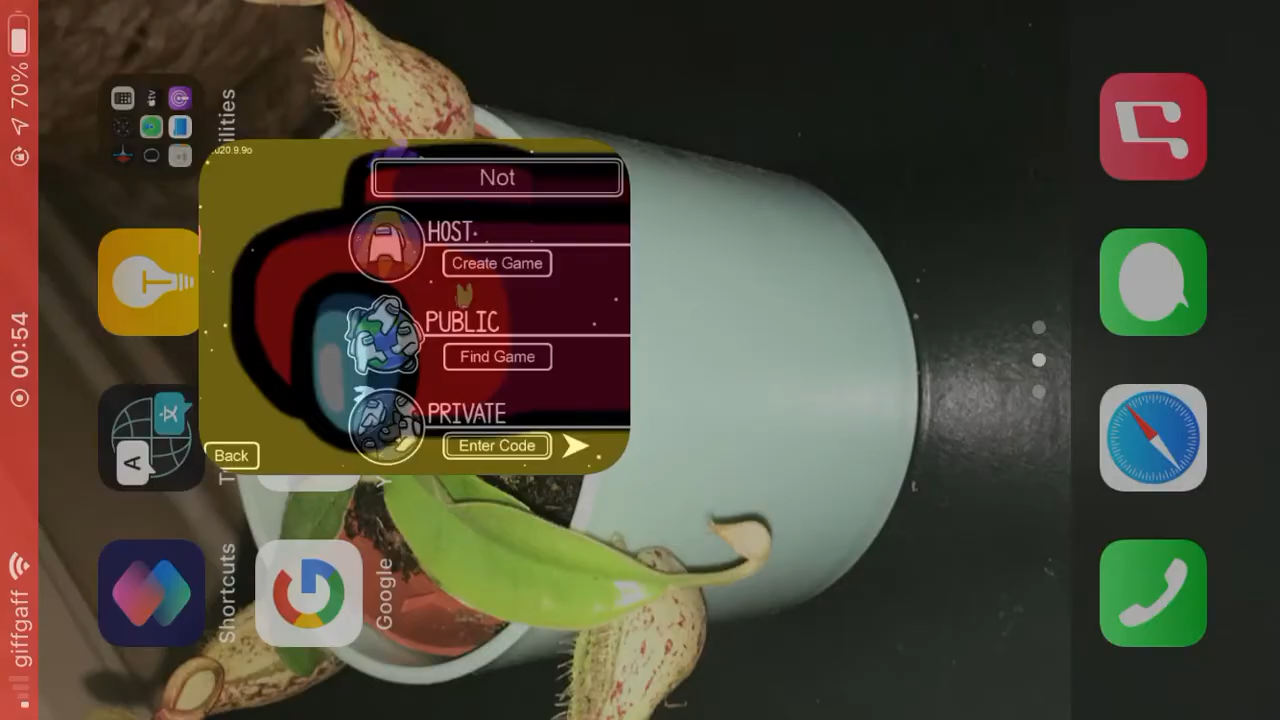 giffgaff
00:54
70%
ilities
Shortcuts
Google
2020.9.9o
Not
HOST
Create Game
PUBLIC
Find Game
PRIVATE
Enter Code
Back